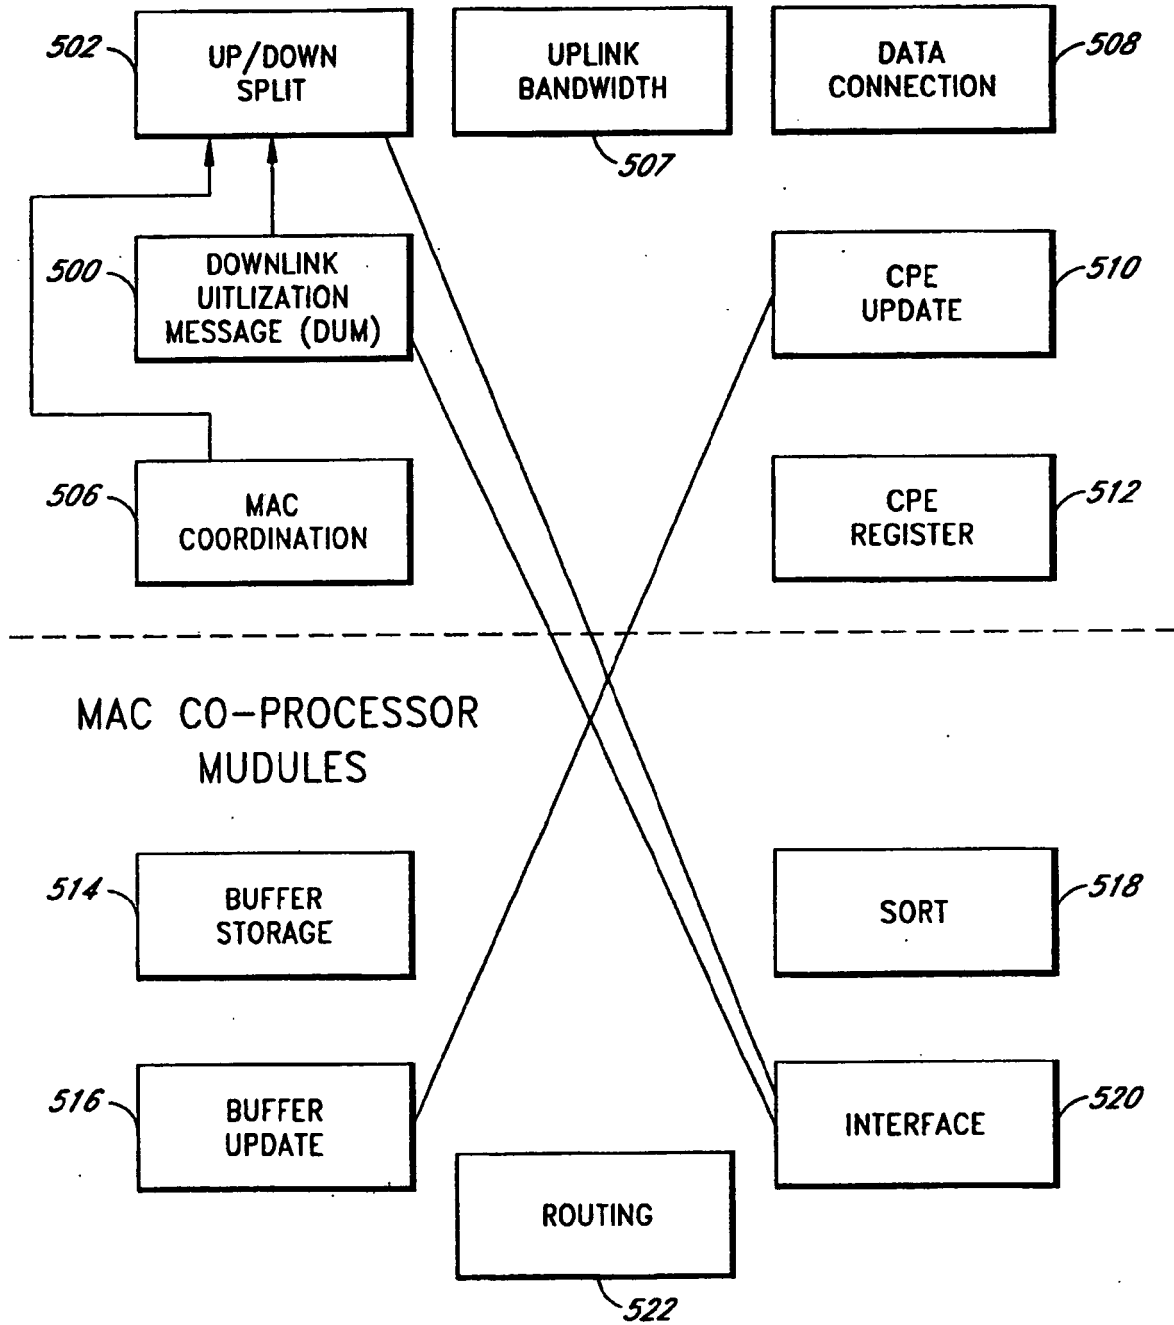 502
UP/DOWN
SPLIT
UPLINK
BANDWIDTH
507
DATA
CONNECTION
508
500
DOWNLINK
UITLIZATION
MESSAGE (DUM)
CPE
UPDATE
510
506
MAC
COORDINATION
CPE
REGISTER
512
MAC CO-PROCESSOR
MUDULES
514
BUFFER
STORAGE
SORT
518
516
BUFFER
UPDATE
INTERFACE
520
ROUTING
522